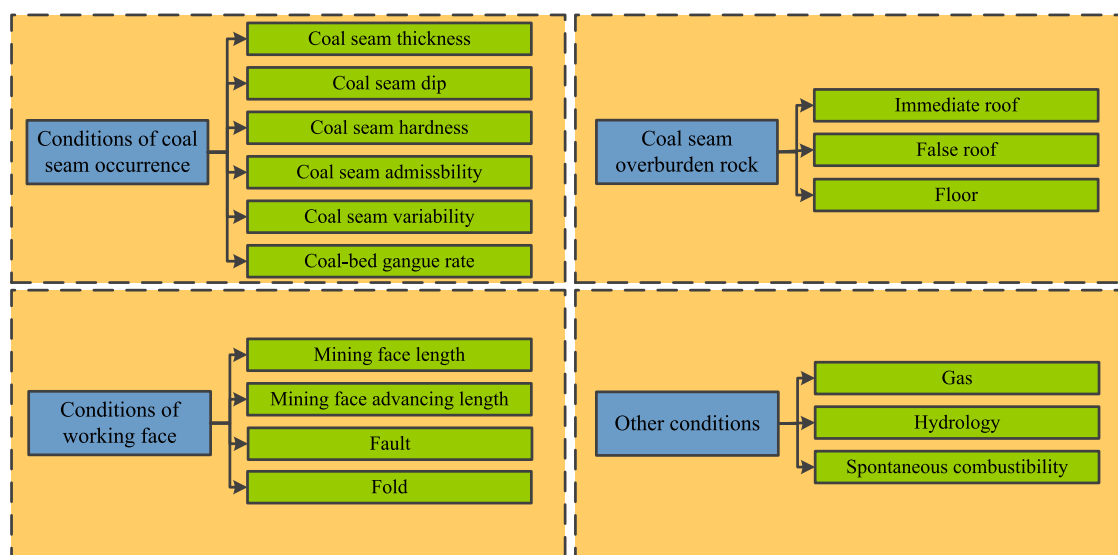 Conditions of coal
seam occurrence
Coal seam thickness
Coal seam dip
Coal seam hardness
Coal seam admissbility
Coal seam variability
Coal-bed gangue rate
Coal seam
overburden rock
Immediate roof
False roof
Floor
Conditions of
working face
Mining face length
Mining face advancing length
Fault
Fold
Other conditions
Gas
Hydrology
Spontaneous combustibility